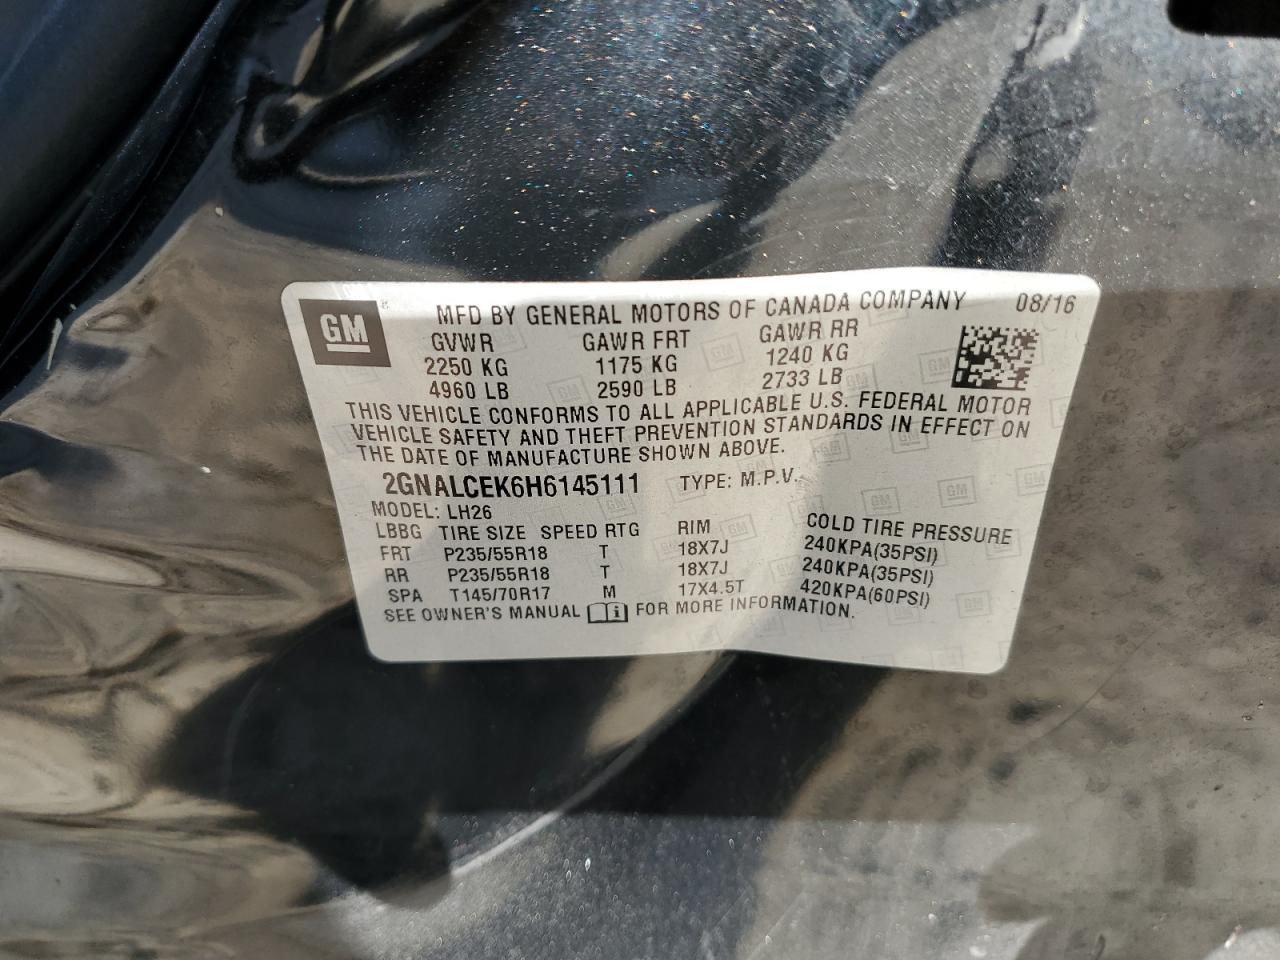 GM
MFD BY GENERAL MOTORS OF CANADA COMPANY 08/16
GVWR GAWR FRT GAWR RR
2250 KG 1175 KG 1240 KG
4960 LB 2590 LB 2733 LB
THIS VEHICLE CONFORMS TO ALL APPLICABLE U.S. FEDERAL MOTOR
VEHICLE SAFETY AND THEFT PREVENTION STANDARDS IN EFFECT ON
THE DATE OF MANUFACTURE SHOWN ABOVE.
2GNALCEK6H6145111 TYPE: M.P.V.
MODEL: LH26
LBBG TIRE SIZE SPEED RTG RIM COLD TIRE PRESSURE
FRT P235/55R18 T 18X7J 240KPA(35PSI)
RR P235/55R18 T 18X7J 240KPA(35PSI)
SPA T145/70R17 M 17X4.5T 420KPA(60PSI)
SEE OWNER'S MANUAL i FOR MORE INFORMATION.